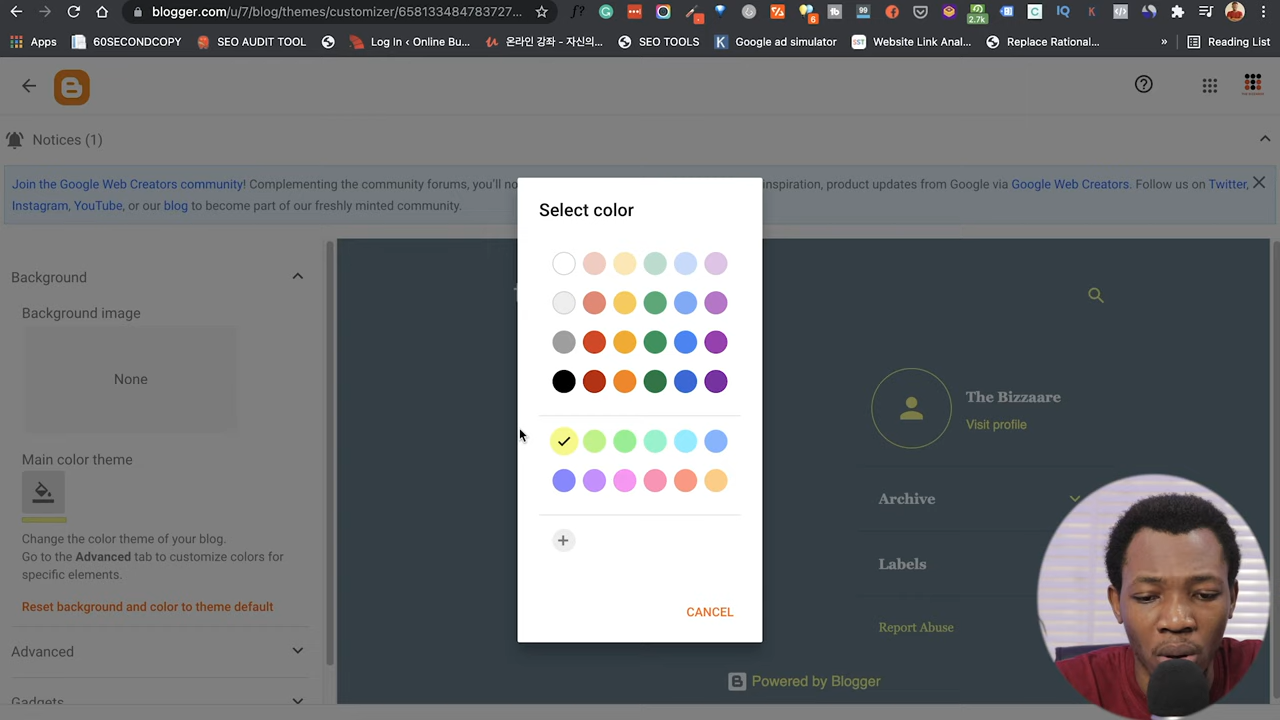 blogger.com/u/7/blog/themes/customizer/658133484783727...
f?
6
99
2.7k
Apps
60SECONDCOPY
SEO AUDIT TOOL
Log In ‹ Online Bu...
온라인 강좌 - 자신의...
SEO TOOLS
Google ad simulator
Website Link Anal...
Replace Rational...
»
Reading List
Notices (1)
Join the Google Web Creators community! Complementing the community forums, you'll no
inspiration, product updates from Google via Google Web Creators. Follow us on Twitter,
Instagram, YouTube, or our blog to become part of our freshly minted community.
Select color
Background
Background image
None
Main color theme
Change the color theme of your blog.
Go to the Advanced tab to customize colors for
specific elements.
Reset background and color to theme default
Advanced
Gadgets
CANCEL
The Bizzaare
Visit profile
Archive
Labels
Report Abuse
Powered by Blogger